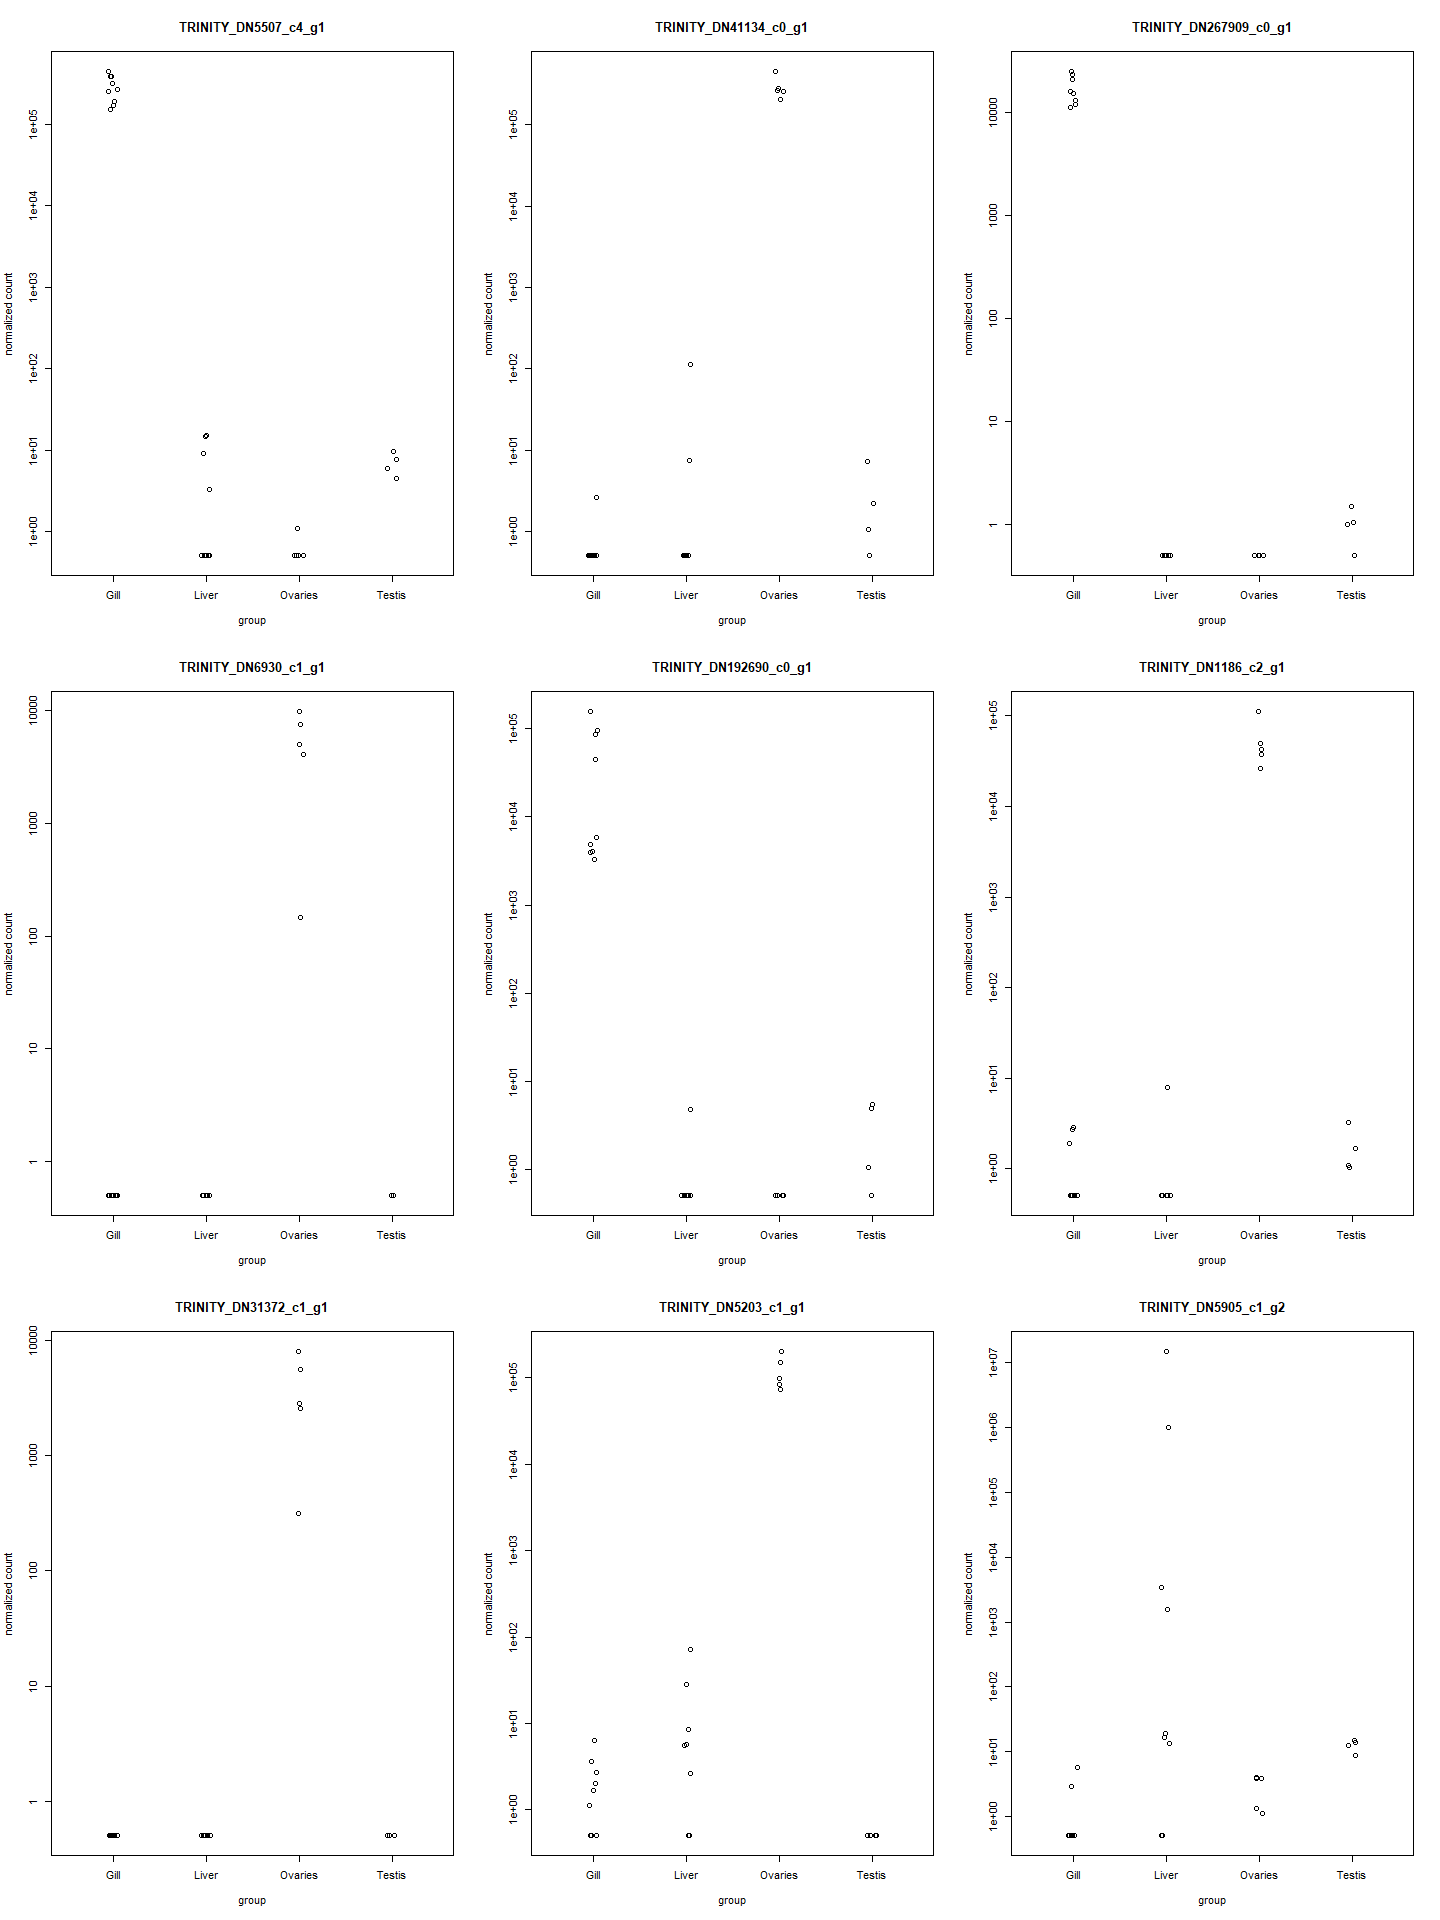 TRINITY_DN5507_c4_g1
TRINITY_DN41134_c0_g1
TRINITY_DN267909_c0_g1
normalized count
1e+05
1e+04
1e+03
1e+02
1e+01
1e+00
Gill Liver Ovaries Testis
group
normalized count
1e+05
1e+04
1e+03
1e+02
1e+01
1e+00
Gill Liver Ovaries Testis
group
normalized count
10000
1000
100
10
1
Gill Liver Ovaries Testis
group
TRINITY_DN6930_c1_g1
TRINITY_DN192690_c0_g1
TRINITY_DN1186_c2_g1
normalized count
10000
1000
100
10
1
Gill Liver Ovaries Testis
group
normalized count
1e+05
1e+04
1e+03
1e+02
1e+01
1e+00
Gill Liver Ovaries Testis
group
normalized count
1e+05
1e+04
1e+03
1e+02
1e+01
1e+00
Gill Liver Ovaries Testis
group
TRINITY_DN31372_c1_g1
TRINITY_DN5203_c1_g1
TRINITY_DN5905_c1_g2
normalized count
10000
1000
100
10
1
Gill Liver Ovaries Testis
group
normalized count
1e+05
1e+04
1e+03
1e+02
1e+01
1e+00
Gill Liver Ovaries Testis
group
normalized count
1e+07
1e+06
1e+05
1e+04
1e+03
1e+02
1e+01
1e+00
Gill Liver Ovaries Testis
group